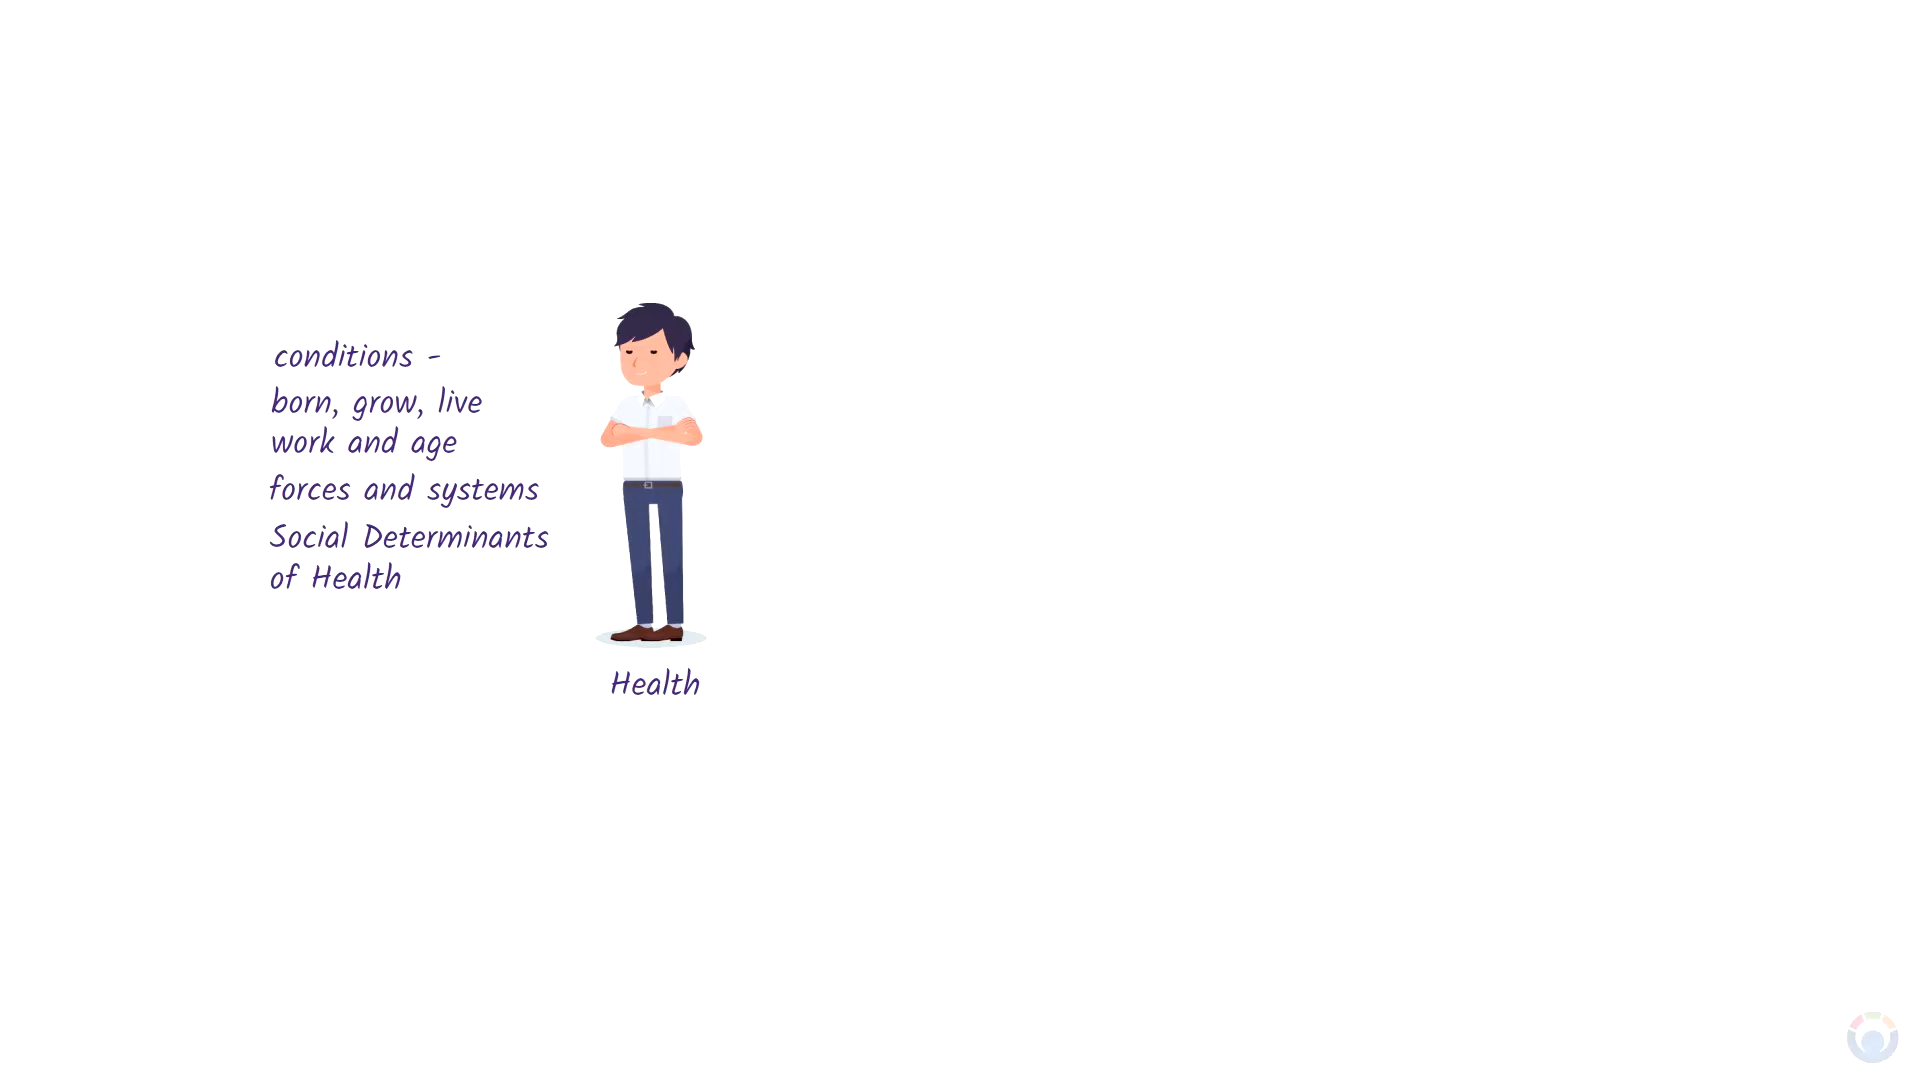 conditions -
born, grow, live
work and age
forces and systems
Social Determinants
of Health
Health